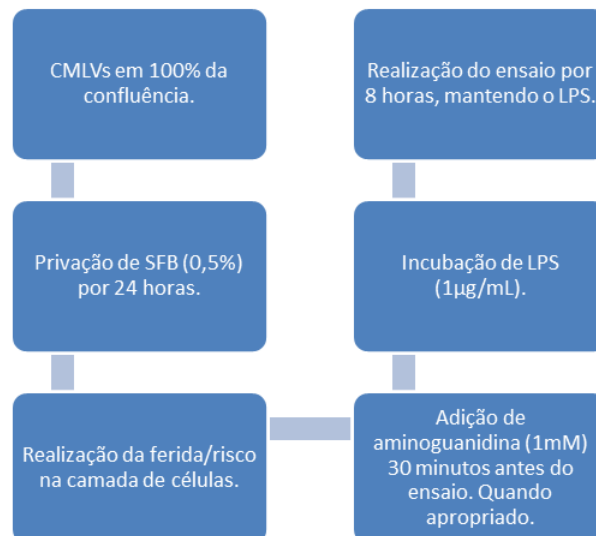 CMLVs em 100% da
confluência.
Privação de SFB (0,5%)
por 24 horas.
Realização da ferida/risco
na camada de células.
Adição de
aminoguanidina (1mM)
30 minutos antes do
ensaio. Quando
apropriado.
Incubação de LPS
(1µg/mL).
Realização do ensaio por
8 horas, mantendo o LPS.